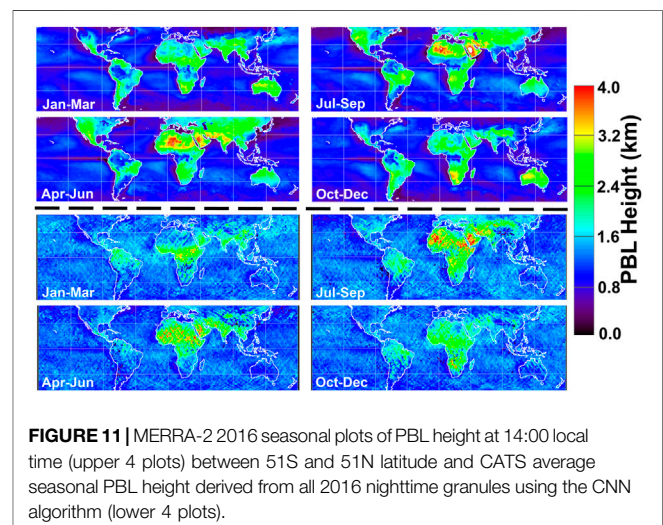 Jan-Mar
Jul-Sep
Apr-Jun
Oct-Dec
Jan-Mar
Jul-Sep
Apr-Jun
Oct-Dec
4.0
3.2
2.4
1.6
0.8
0.0
PBL Height (km)
FIGURE 11 | MERRA-2 2016 seasonal plots of PBL height at 14:00 local
time (upper 4 plots) between 51S and 51N latitude and CATS average
seasonal PBL height derived from all 2016 nighttime granules using the CNN
algorithm (lower 4 plots).